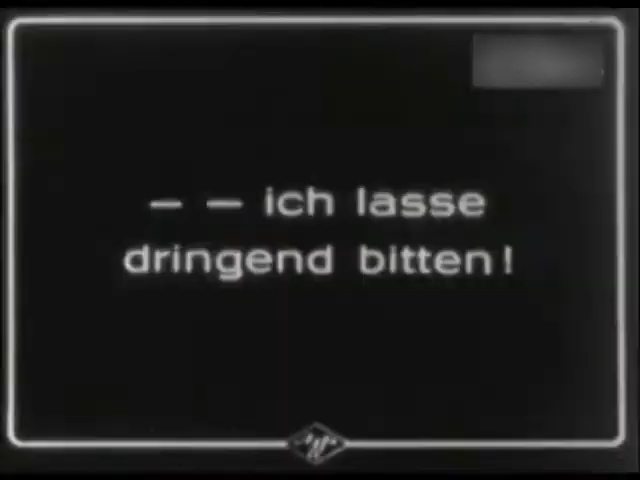 – – ich lasse
dringend bitten!